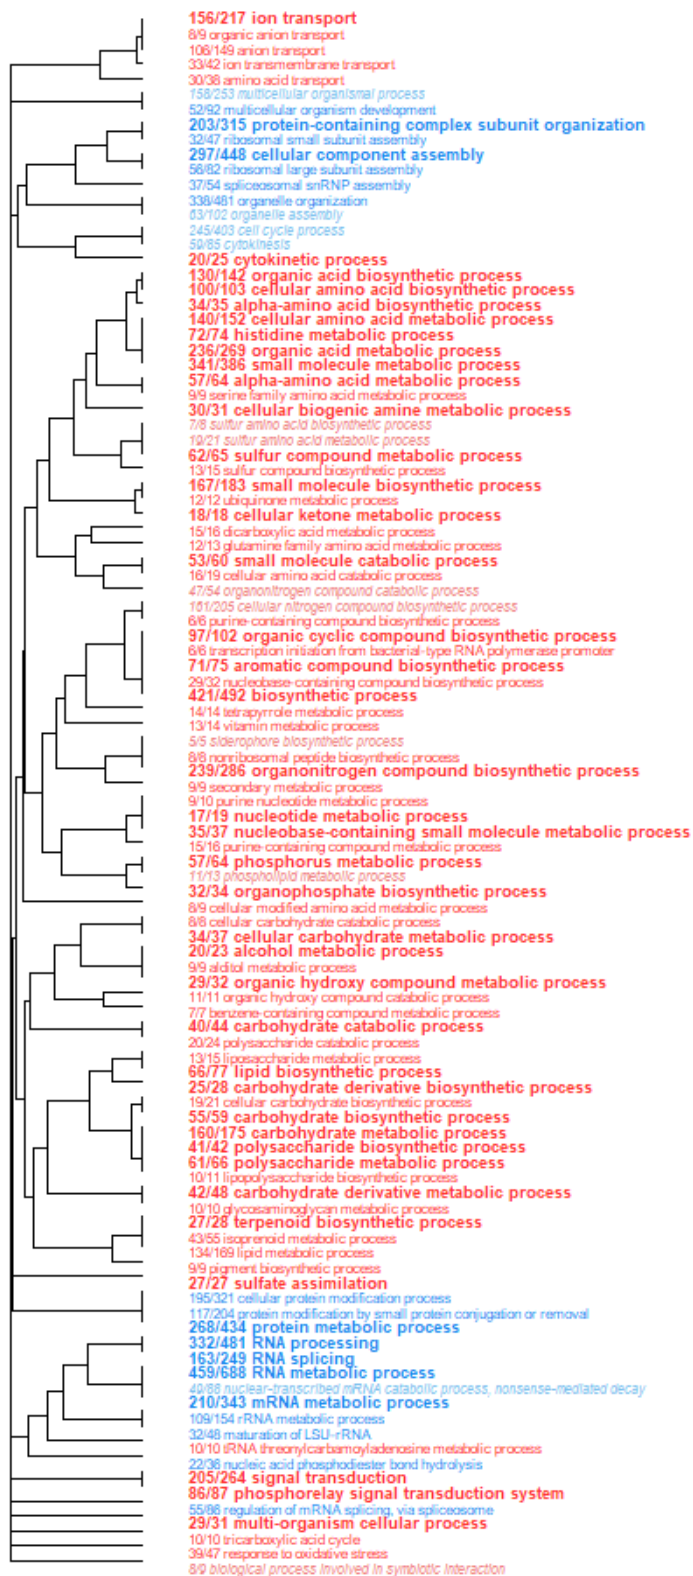 156/217 ion transport
8/9 organic anion transport
106/149 anion transport
33/42 ion transmembrane transport
30/38 amino acid transport
158/253 multicellular organismal process
52/92 multicellular organism development
203/315 protein-containing complex subunit organization
32/47 ribosomal small subunit assembly
297/448 cellular component assembly
56/82 ribosomal large subunit assembly
37/54 spliceosomal snRNP assembly
338/481 organelle organization
63/102 organelle assembly
245/403 cell cycle process
59/85 cytokinesis
20/25 cytokinetic process
130/142 organic acid biosynthetic process
100/103 cellular amino acid biosynthetic process
34/35 alpha-amino acid biosynthetic process
140/152 cellular amino acid metabolic process
72/74 histidine metabolic process
236/269 organic acid metabolic process
341/386 small molecule metabolic process
57/64 alpha-amino acid metabolic process
9/9 serine family amino acid metabolic process
30/31 cellular biogenic amine metabolic process
7/8 sulfur amino acid biosynthetic process
19/21 sulfur amino acid metabolic process
62/65 sulfur compound metabolic process
13/15 sulfur compound biosynthetic process
167/183 small molecule biosynthetic process
12/12 ubiquinone metabolic process
18/18 cellular ketone metabolic process
15/16 dicarboxylic acid metabolic process
12/13 glutamine family amino acid metabolic process
53/60 small molecule catabolic process
16/19 cellular amino acid catabolic process
47/54 organonitrogen compound catabolic process
161/205 cellular nitrogen compound biosynthetic process
6/6 purine-containing compound biosynthetic process
97/102 organic cyclic compound biosynthetic process
6/6 transcription initiation from bacterial-type RNA polymerase promoter
71/75 aromatic compound biosynthetic process
29/32 nucleobase-containing compound biosynthetic process
421/492 biosynthetic process
14/14 tetrapyrrole metabolic process
13/14 vitamin metabolic process
5/5 siderophore biosynthetic process
8/8 nonribosomal peptide biosynthetic process
239/286 organonitrogen compound biosynthetic process
9/9 secondary metabolic process
9/10 purine nucleotide metabolic process
17/19 nucleotide metabolic process
35/37 nucleobase-containing small molecule metabolic process
15/16 purine-containing compound metabolic process
57/64 phosphorus metabolic process
11/13 phospholipid metabolic process
32/34 organophosphate biosynthetic process
8/9 cellular modified amino acid metabolic process
8/8 cellular carbohydrate catabolic process
34/37 cellular carbohydrate metabolic process
20/23 alcohol metabolic process
9/9 alditol metabolic process
29/32 organic hydroxy compound metabolic process
11/11 organic hydroxy compound catabolic process
7/7 benzene-containing compound metabolic process
40/44 carbohydrate catabolic process
20/24 polysaccharide catabolic process
13/15 liposaccharide metabolic process
66/77 lipid biosynthetic process
25/28 carbohydrate derivative biosynthetic process
19/21 cellular carbohydrate biosynthetic process
55/59 carbohydrate biosynthetic process
160/175 carbohydrate metabolic process
41/42 polysaccharide biosynthetic process
61/66 polysaccharide metabolic process
10/11 lipopolysaccharide biosynthetic process
42/48 carbohydrate derivative metabolic process
10/10 glycosaminoglycan metabolic process
27/28 terpenoid biosynthetic process
43/55 isoprenoid metabolic process
134/169 lipid metabolic process
9/9 pigment biosynthetic process
27/27 sulfate assimilation
195/321 cellular protein modification process
117/204 protein modification by small protein conjugation or removal
268/434 protein metabolic process
332/481 RNA processing
163/249 RNA splicing
459/688 RNA metabolic process
49/88 nuclear-transcribed mRNA catabolic process, nonsense-mediated decay
210/343 mRNA metabolic process
109/154 rRNA metabolic process
32/48 maturation of LSU-rRNA
10/10 tRNA threonylcarbamoyladenosine metabolic process
22/36 nucleic acid phosphodiester bond hydrolysis
205/264 signal transduction
86/87 phosphorelay signal transduction system
55/86 regulation of mRNA splicing, via spliceosome
29/31 multi-organism cellular process
10/10 tricarboxylic acid cycle
39/47 response to oxidative stress
8/9 biological process involved in symbiotic interaction